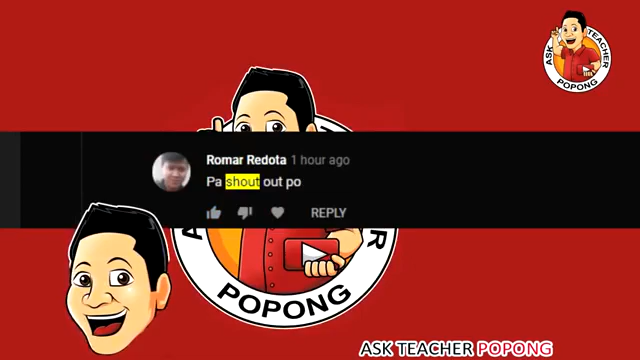 ASK TEACHER
POPONG
Romar Redota 1 hour ago
Pa shout out po
REPLY
R
POPONG
ASK TEACHER POPONG